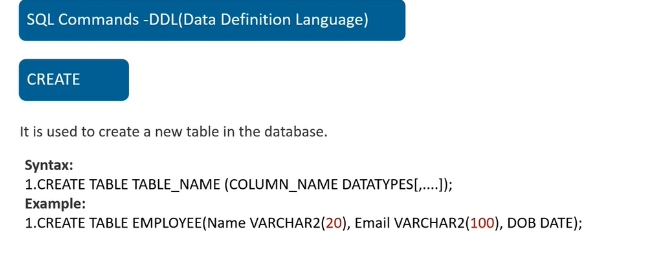 SQL Commands -DDL(Data Definition Language)
CREATE
It is used to create a new table in the database.
Syntax:
1.CREATE TABLE TABLE_NAME (COLUMN_NAME DATATYPES[,....]);
Example:
1.CREATE TABLE EMPLOYEE(Name VARCHAR2(20), Email VARCHAR2(100), DOB DATE);